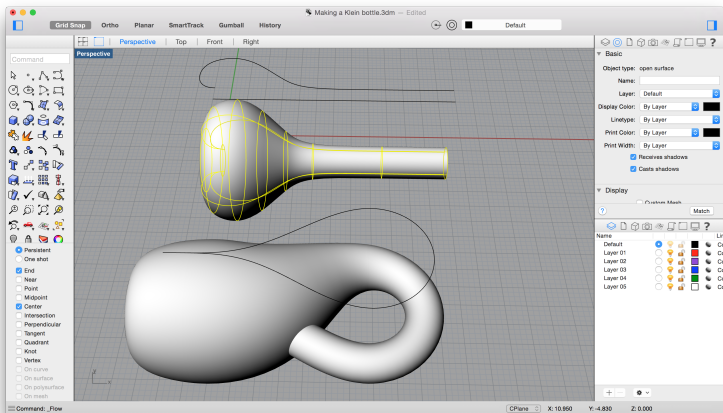 Making a Klein bottle.3dm — Edited
Grid Snap Ortho Planar SmartTrack Gumball History
Default
Perspective Top Front Right
Command
Perspective
Basic
Object type: open surface
Name:
Layer: Default
Display Color: By Layer
Linetype: By Layer
Print Color: By Layer
Print Width: By Layer
Receives shadows
Casts shadows
Display
Custom Mesh
? Match
Name
Default
Layer 01
Layer 02
Layer 03
Layer 04
Layer 05
Persistent
One shot
End
Near
Point
Midpoint
Center
Intersection
Perpendicular
Tangent
Quadrant
Knot
Vertex
On curve
On surface
On polysurface
On mesh
Command: _Flow
CPlane X: 10.950 Y: -4.830 Z: 0.000